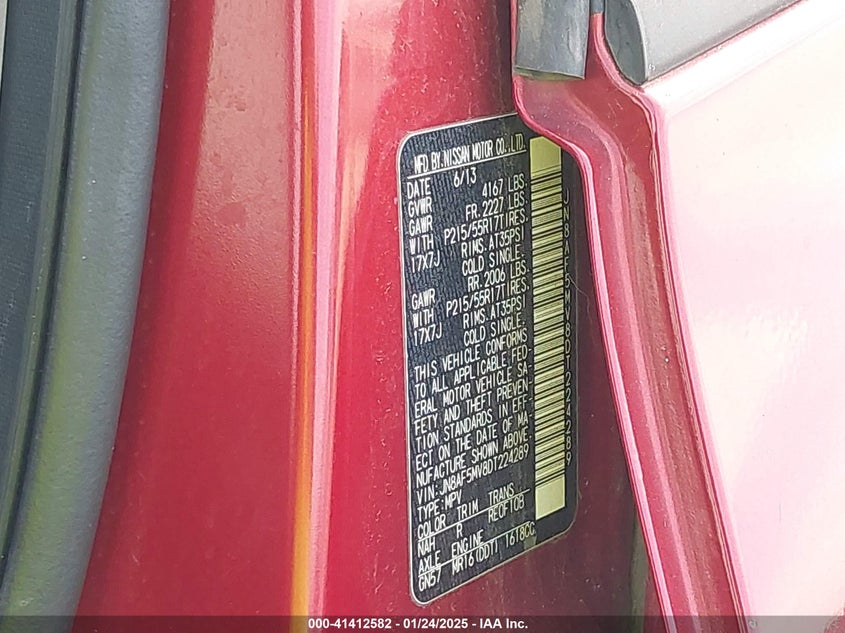 MFD BY NISSAN MOTOR CO.,LTD.
DATE 6/13
GVWR 4167 LBS.
GAWR FR. 2227 LBS
WITH P215/55R17TIRES.
17X7J RIMS. AT35PSI
COLD SINGLE.
GAWR RR. 2006 LBS.
WITH P215/55R17TIRES.
17X7J RIMS. AT35PSI
COLD SINGLE.
THIS VEHICLE CONFORMS
TO ALL APPLICABLE FED-
ERAL MOTOR VEHICLE SA-
FETY AND THEFT PREVEN-
TION STANDARDS IN EFF-
ECT ON THE DATE OF MA-
NUFACTURE SHOWN ABOVE.
VIN: JN8AF5MV8DT224289
TYPE: MPV
COLOR TRIM TRANS
NAH R RE0F10B
AXLE ENGINE
GN57 MR16(DDT) 1618CC
JN8AF5MV8DT224289
000-41412582 - 01/24/2025 - IAA Inc.